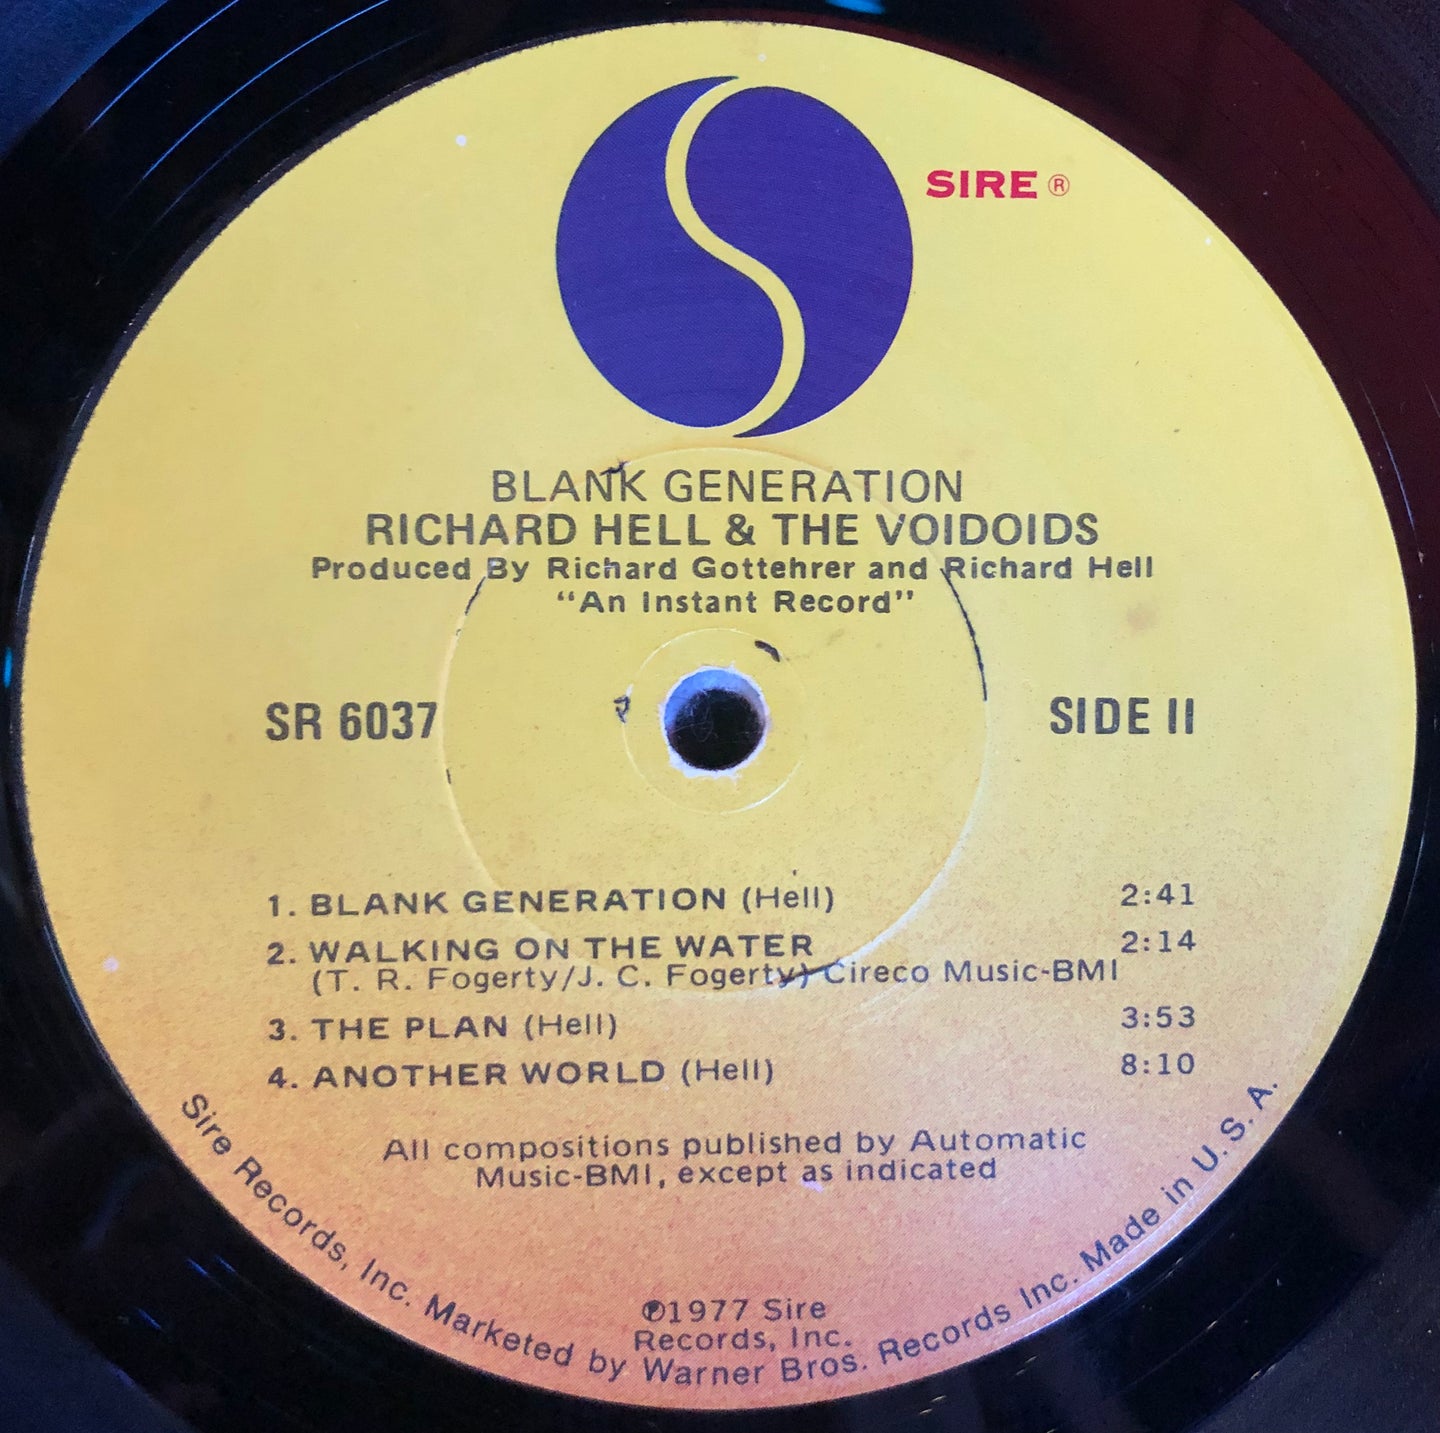 SIRE ®
BLANK GENERATION
RICHARD HELL & THE VOIDOIDS
Produced By Richard Gottehrer and Richard Hell
“An Instant Record”
SR 6037
SIDE II
1. BLANK GENERATION (Hell) 2:41
2. WALKING ON THE WATER 2:14
(T. R. Fogerty/J. C. Fogerty) Cireco Music-BMI
3. THE PLAN (Hell) 3:53
4. ANOTHER WORLD (Hell) 8:10
All compositions published by Automatic
Music-BMI, except as indicated
℗1977 Sire
Records, Inc.
Sire Records, Inc. Marketed by Warner Bros. Records Inc. Made in U. S. A.